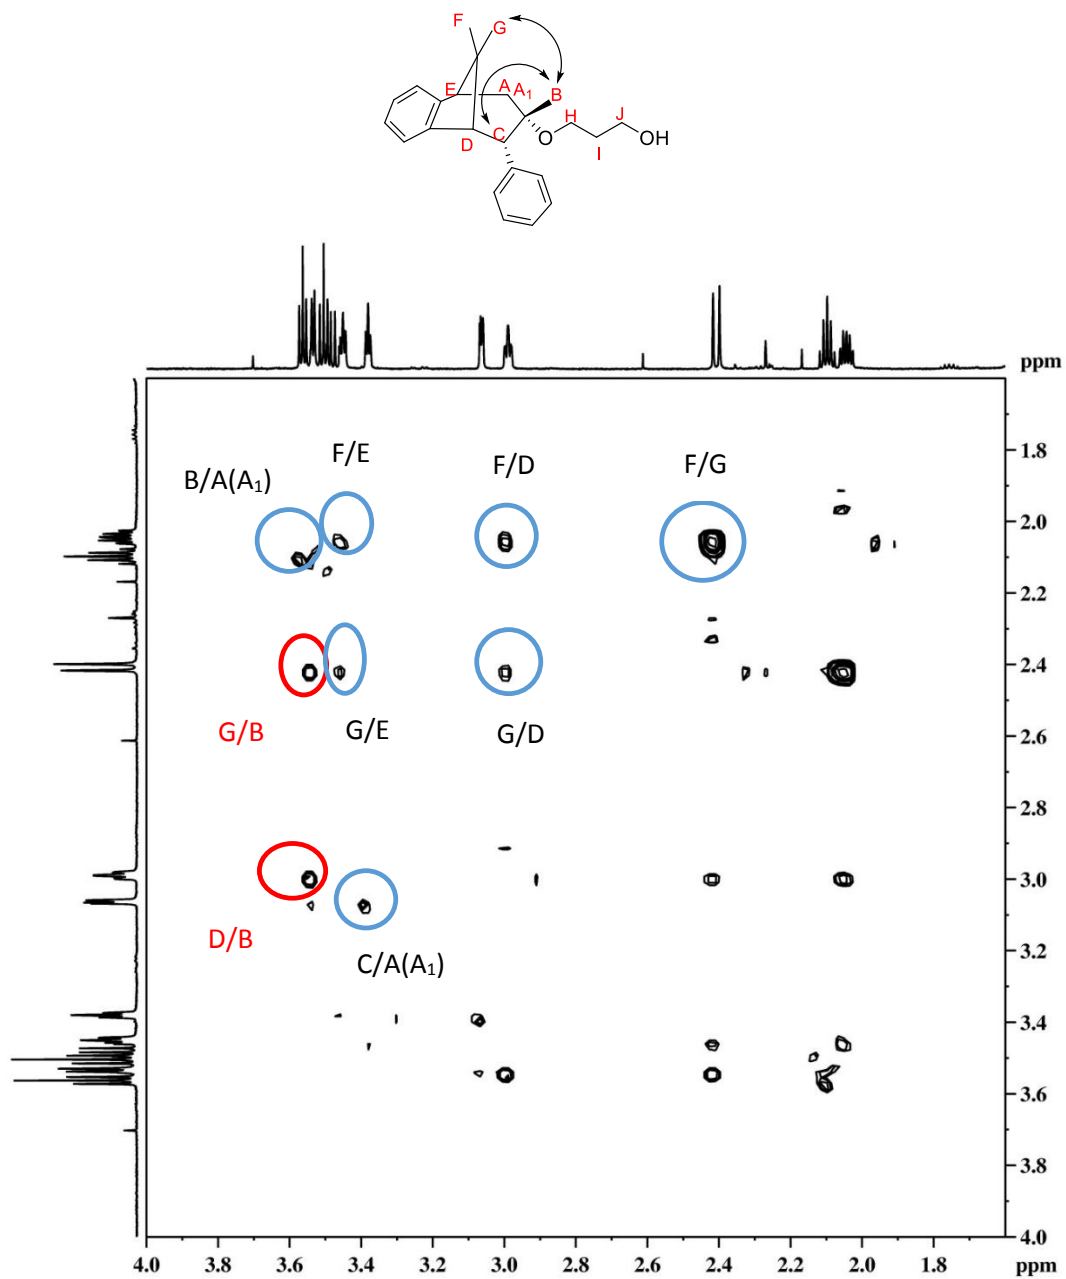 F
G
E
A
A₁
B
H
J
C
O
OH
D
I
ppm
F/E
F/D
F/G
B/A(A₁)
1.8
2.0
2.2
2.4
G/B
G/E
G/D
2.6
2.8
3.0
D/B
C/A(A₁)
3.2
3.4
3.6
3.8
4.0
4.0
3.8
3.6
3.4
3.2
3.0
2.8
2.6
2.4
2.2
2.0
1.8
ppm